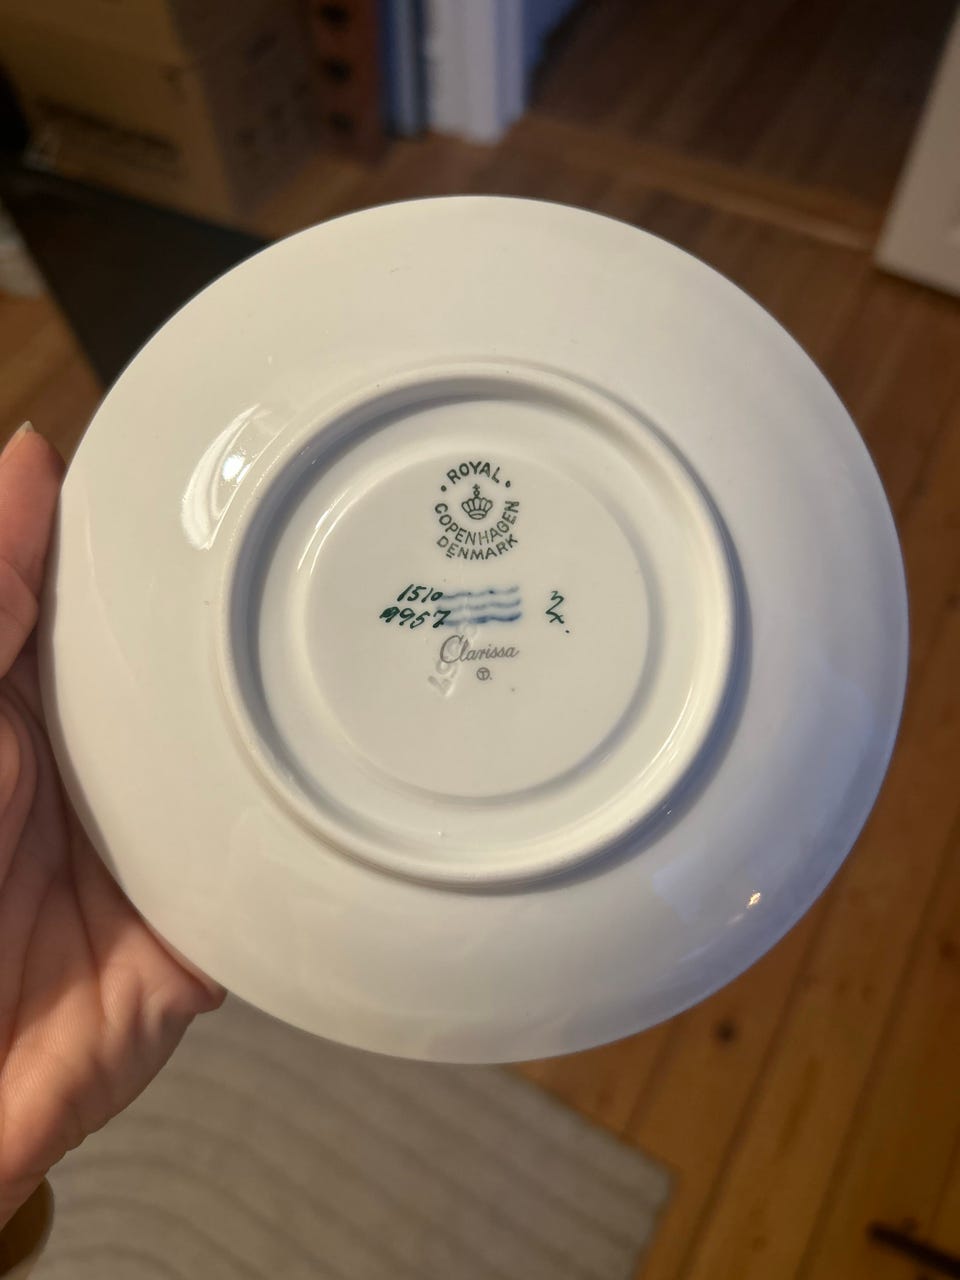 ROYAL
COPENHAGEN
DENMARK
1510
9957
Clarissa
T